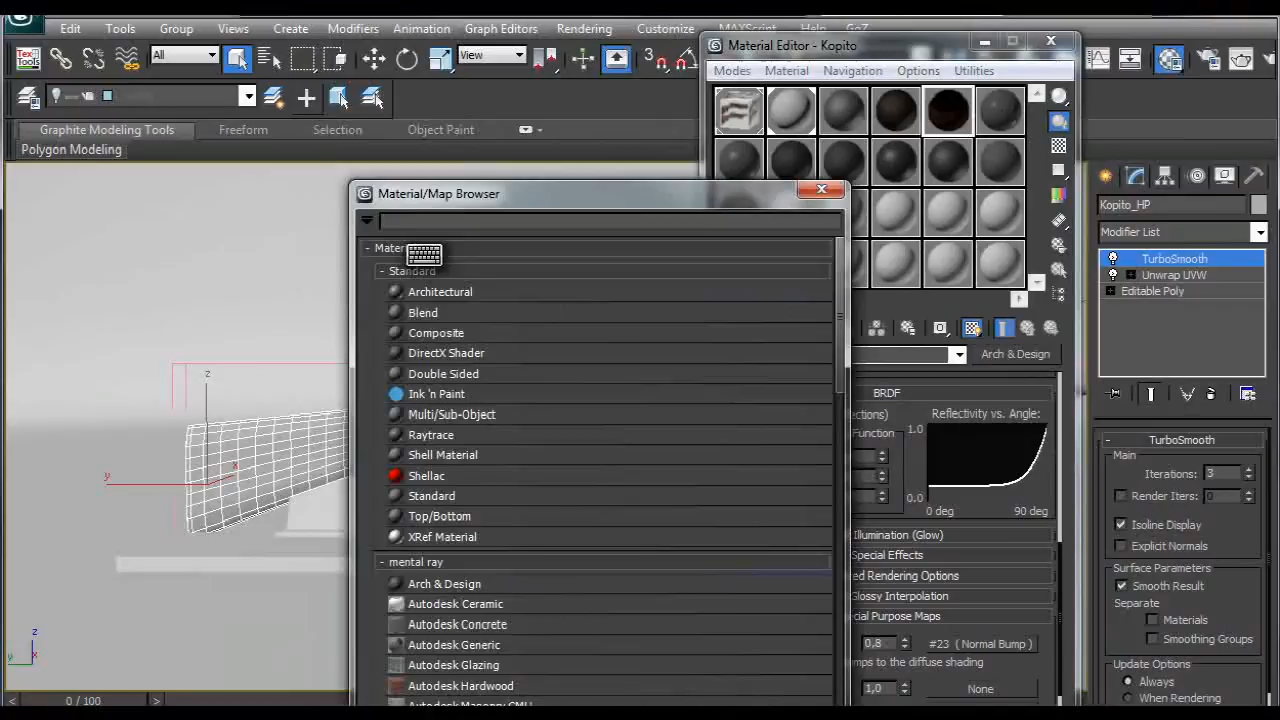 Edit Tools Group Views Create Modifiers Animation Graph Editors Rendering Customize MAXScript Help GoZ
Material Editor - Kopito
Tex
Tools
All
View
Modes Material Navigation Options Utilities
Graphite Modeling Tools Freeform Selection Object Paint
Polygon Modeling
Material/Map Browser
Kopito_HP
Modifier List
TurboSmooth
Unwrap UVW
Editable Poly
- Mater
- Standard
Architectural
Blend
Composite
DirectX Shader
Double Sided
Ink 'n Paint
Multi/Sub-Object
Raytrace
Shell Material
Shellac
Standard
Top/Bottom
XRef Material
- mental ray
Arch & Design
Autodesk Ceramic
Autodesk Concrete
Autodesk Generic
Autodesk Glazing
Autodesk Hardwood
Autodesk Masonry CMU
Arch & Design
BRDF
ections) Reflectivity vs. Angle:
Function 1.0
0.0
0 deg 90 deg
Illumination (Glow)
Special Effects
ed Rendering Options
Glossy Interpolation
cial Purpose Maps
0,8 #23 ( Normal Bump )
umps to the diffuse shading
1,0 None
- TurboSmooth
Main
Iterations: 3
Render Iters: 0
Isoline Display
Explicit Normals
Surface Parameters
Smooth Result
Separate
Materials
Smoothing Groups
Update Options
Always
When Rendering
z
x
y
z
y x
0 / 100